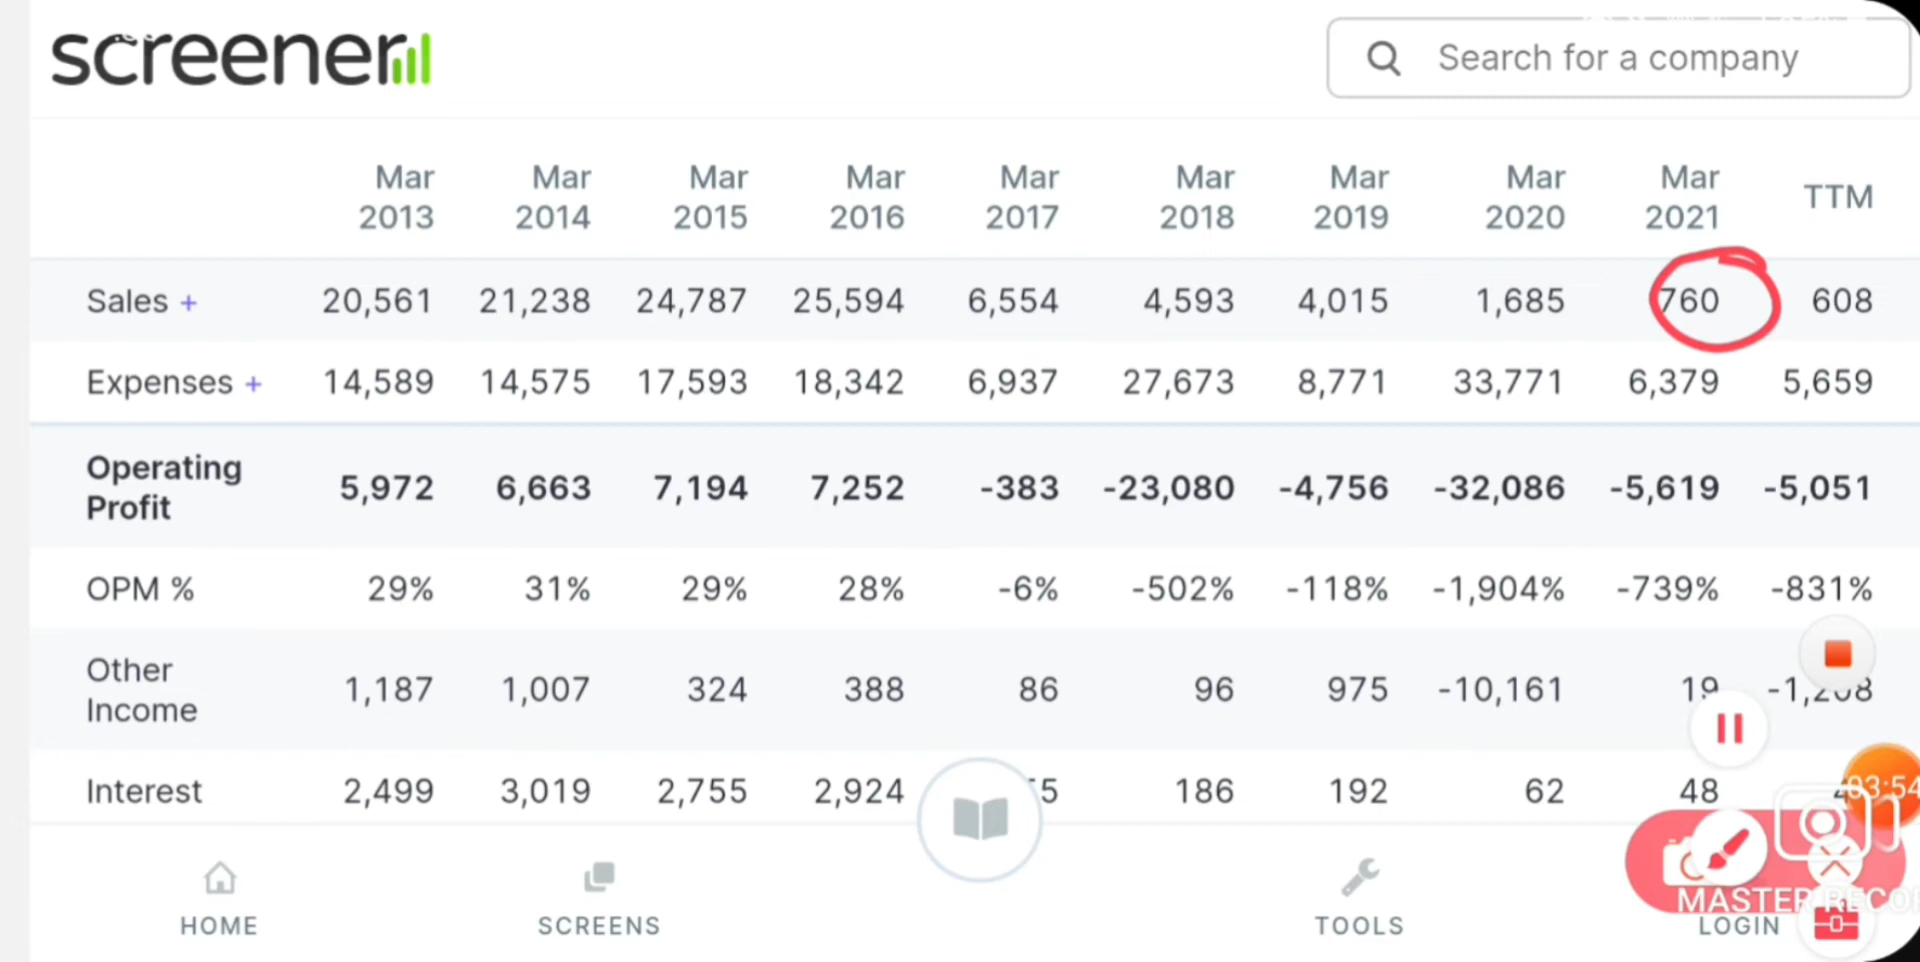 screener
Search for a company
Mar 2013 Mar 2014 Mar 2015 Mar 2016 Mar 2017 Mar 2018 Mar 2019 Mar 2020 Mar 2021 TTM
Sales + 20,561 21,238 24,787 25,594 6,554 4,593 4,015 1,685 760 608
Expenses + 14,589 14,575 17,593 18,342 6,937 27,673 8,771 33,771 6,379 5,659
Operating Profit 5,972 6,663 7,194 7,252 -383 -23,080 -4,756 -32,086 -5,619 -5,051
OPM % 29% 31% 29% 28% -6% -502% -118% -1,904% -739% -831%
Other Income 1,187 1,007 324 388 86 96 975 -10,161 19
Interest 2,499 3,019 2,755 2,924 186 192 62 48
03:54
MASTER
HOME SCREENS TOOLS LOGIN